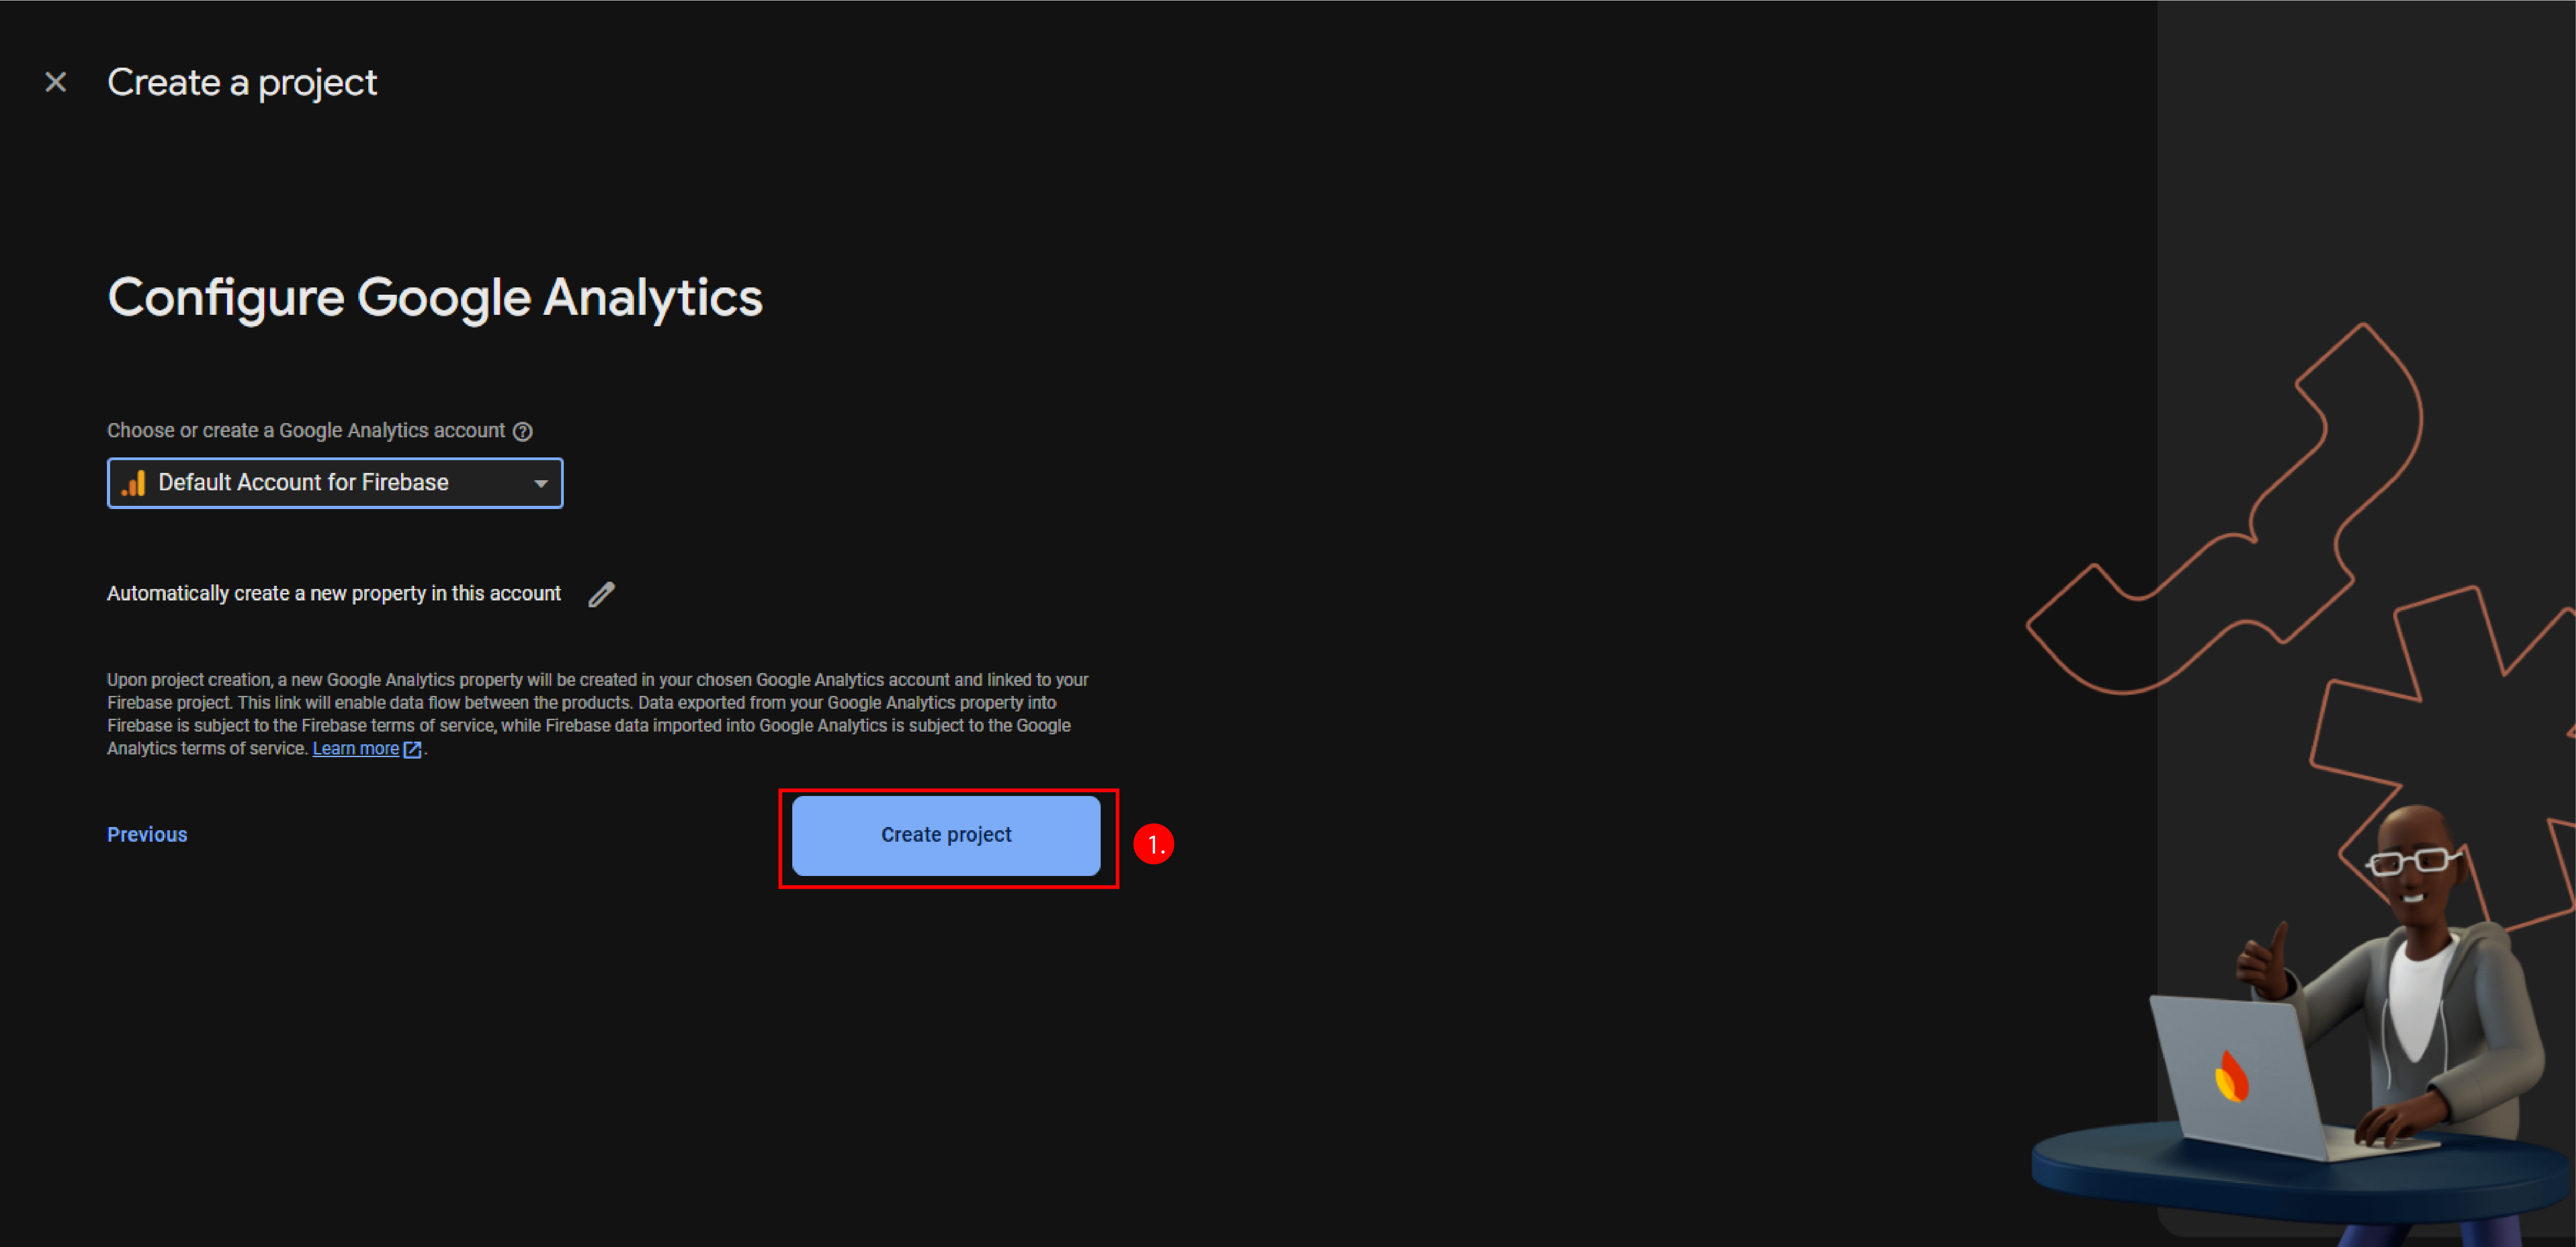 Create a project
Configure Google Analytics
Choose or create a Google Analytics account
Default Account for Firebase
Automatically create a new property in this account
Upon project creation, a new Google Analytics property will be created in your chosen Google Analytics account and linked to your
Firebase project. This link will enable data flow between the products. Data exported from your Google Analytics property into
Firebase is subject to the Firebase terms of service, while Firebase data imported into Google Analytics is subject to the Google
Analytics terms of service. Learn more.
Previous
Create project
1.